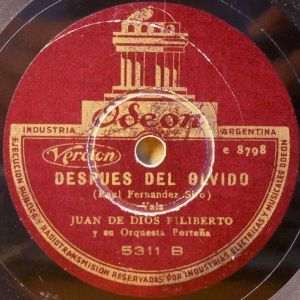 Odeon
INDUSTRIA ARGENTINA
Version e 8798
DESPUES DEL OLVIDO
(Raul Fernandez Siro)
Vals
JUAN DE DIOS FILIBERTO
y su Orquesta Porteña
5311 B
EJECUCION PUBLICA Y RADIOTRANSMISION RESERVADAS POR INDUSTRIAS ELECTRICAS Y MUSICALES ODEON